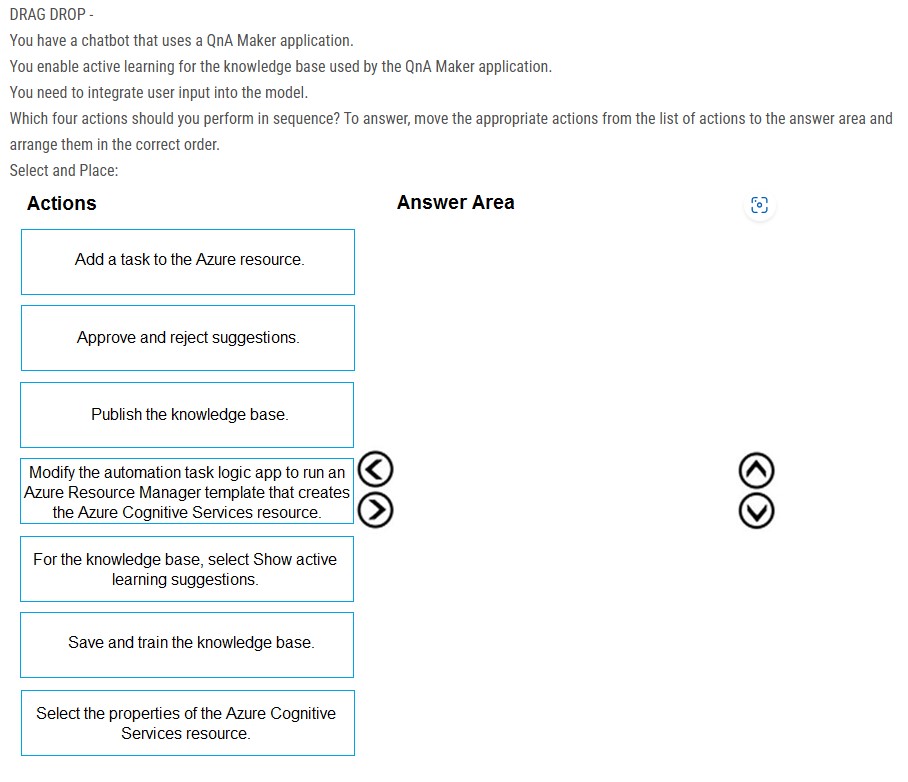 DRAG DROP -
You have a chatbot that uses a QnA Maker application.
You enable active learning for the knowledge base used by the QnA Maker application.
You need to integrate user input into the model.
Which four actions should you perform in sequence? To answer, move the appropriate actions from the list of actions to the answer area and
arrange them in the correct order.
Select and Place:
Actions
Answer Area
Add a task to the Azure resource.
Approve and reject suggestions.
Publish the knowledge base.
Modify the automation task logic app to run an
Azure Resource Manager template that creates
the Azure Cognitive Services resource.
For the knowledge base, select Show active
learning suggestions.
Save and train the knowledge base.
Select the properties of the Azure Cognitive
Services resource.